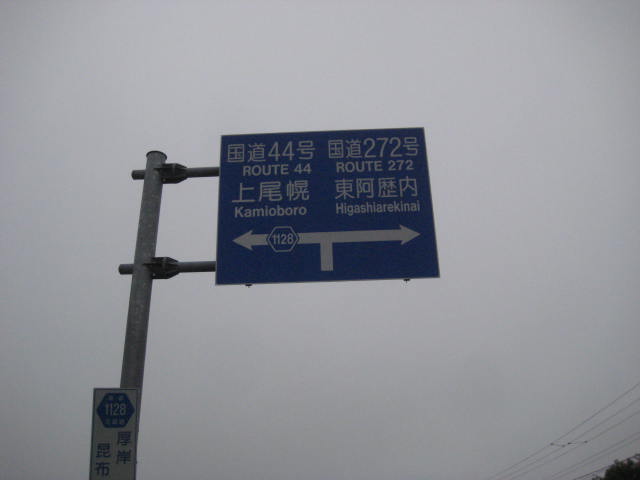 国道44号 国道272号
ROUTE 44 ROUTE 272
上尾幌 東阿歴内
Kamioboro Higashiarekinai
1128
1128
厚岸
昆布